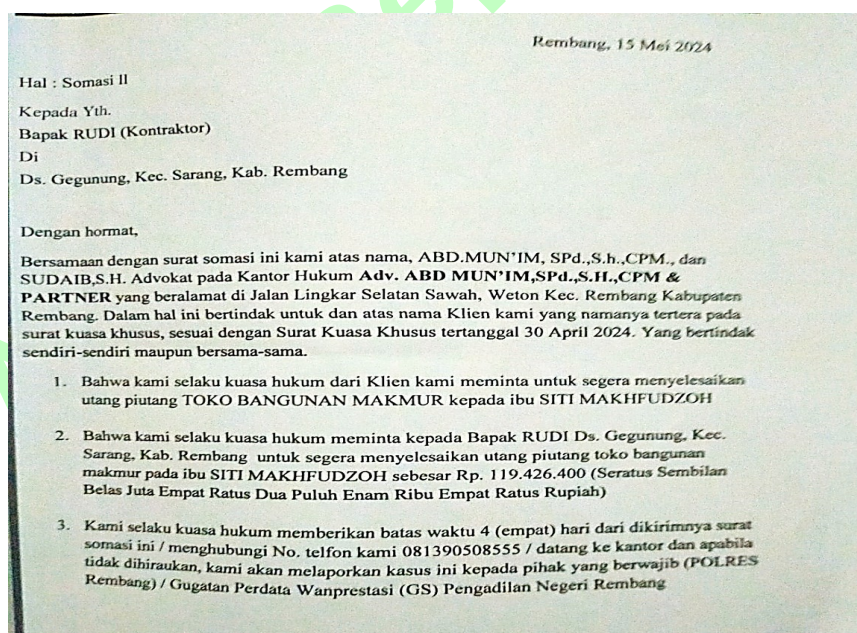 Rembang, 15 Mei 2024
Hal : Somasi II
Kepada Yth.
Bapak RUDI (Kontraktor)
Di
Ds. Gegunung, Kec. Sarang, Kab. Rembang
Dengan hormat,
Bersamaan dengan surat somasi ini kami atas nama, ABD.MUN'IM, SPd.,S.h.,CPM., dan
SUDAIB,S.H. Advokat pada Kantor Hukum Adv. ABD MUN'IM,SPd.,S.H.,CPM &
PARTNER yang beralamat di Jalan Lingkar Selatan Sawah, Weton Kec. Rembang Kabupaten
Rembang. Dalam hal ini bertindak untuk dan atas nama Klien kami yang namanya tertera pada
surat kuasa khusus, sesuai dengan Surat Kuasa Khusus tertanggal 30 April 2024. Yang bertindak
sendiri-sendiri maupun bersama-sama.
1. Bahwa kami selaku kuasa hukum dari Klien kami meminta untuk segera menyelesaikan
utang piutang TOKO BANGUNAN MAKMUR kepada ibu SITI MAKHFUDZOH
2. Bahwa kami selaku kuasa hukum meminta kepada Bapak RUDI Ds. Gegunung, Kec.
Sarang, Kab. Rembang untuk segera menyelesaikan utang piutang toko bangunan
makmur pada ibu SITI MAKHFUDZOH sebesar Rp. 119.426.400 (Seratus Sembilan
Belas Juta Empat Ratus Dua Puluh Enam Ribu Empat Ratus Rupiah)
3. Kami selaku kuasa hukum memberikan batas waktu 4 (empat) hari dari dikirimnya surat
somasi ini / menghubungi No. telfon kami 081390508555 / datang ke kantor dan apabila
tidak dihiraukan, kami akan melaporkan kasus ini kepada pihak yang berwajib (POLRES
Rembang) / Gugatan Perdata Wanprestasi (GS) Pengadilan Negeri Rembang